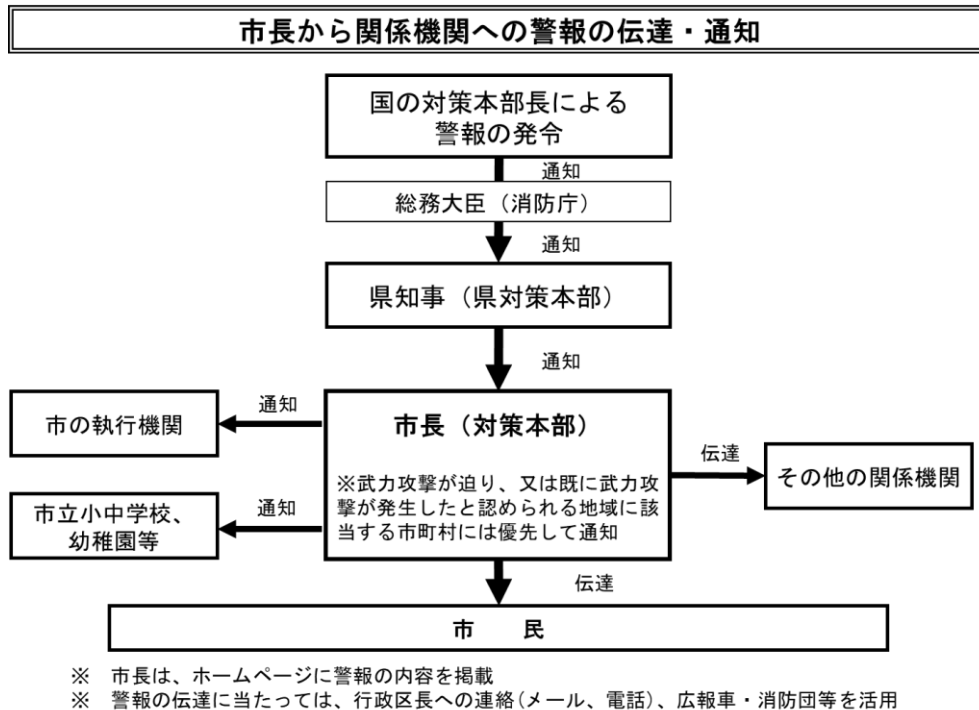 市長から関係機関への警報の伝達・通知
国の対策本部長による
警報の発令
通知
総務大臣（消防庁）
通知
県知事（県対策本部）
通知
市の執行機関
通知
市長（対策本部）
※武力攻撃が迫り、又は既に武力攻
撃が発生したと認められる地域に該
当する市町村には優先して通知
伝達
その他の関係機関
市立小中学校、
幼稚園等
通知
伝達
市　　民
※　市長は、ホームページに警報の内容を掲載
※　警報の伝達に当たっては、行政区長への連絡(メール、電話)、広報車・消防団等を活用